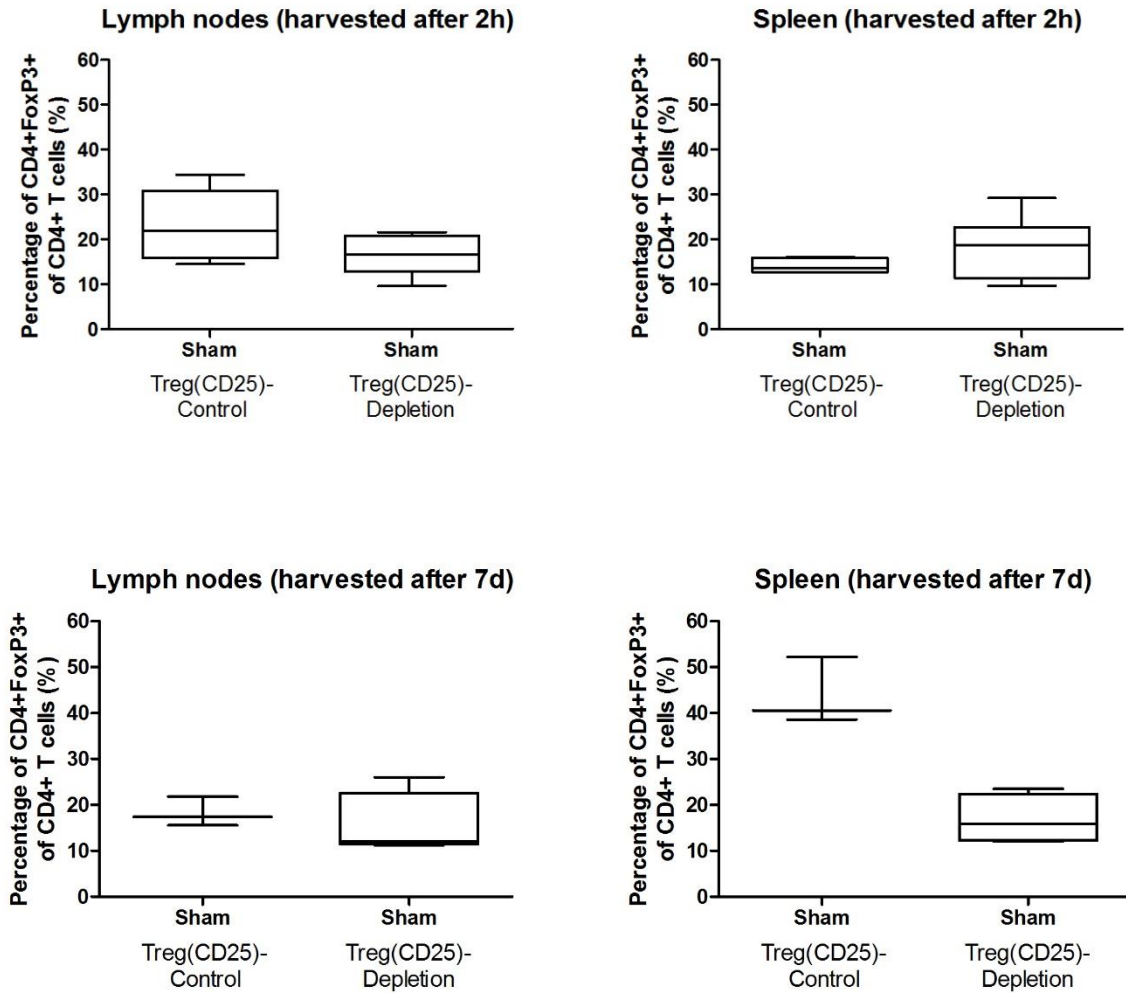 Lymph nodes (harvested after 2h)
Percentage of CD4+FoxP3+
of CD4+ T cells (%)
60
50
40
30
20
10
0
Sham
Sham
Treg(CD25)-
Control
Treg(CD25)-
Depletion
Spleen (harvested after 2h)
Percentage of CD4+FoxP3+
of CD4+ T cells (%)
60
50
40
30
20
10
0
Sham
Sham
Treg(CD25)-
Control
Treg(CD25)-
Depletion
Lymph nodes (harvested after 7d)
Percentage of CD4+FoxP3+
of CD4+ T cells (%)
60
50
40
30
20
10
0
Sham
Sham
Treg(CD25)-
Control
Treg(CD25)-
Depletion
Spleen (harvested after 7d)
Percentage of CD4+FoxP3+
of CD4+ T cells (%)
60
50
40
30
20
10
0
Sham
Sham
Treg(CD25)-
Control
Treg(CD25)-
Depletion